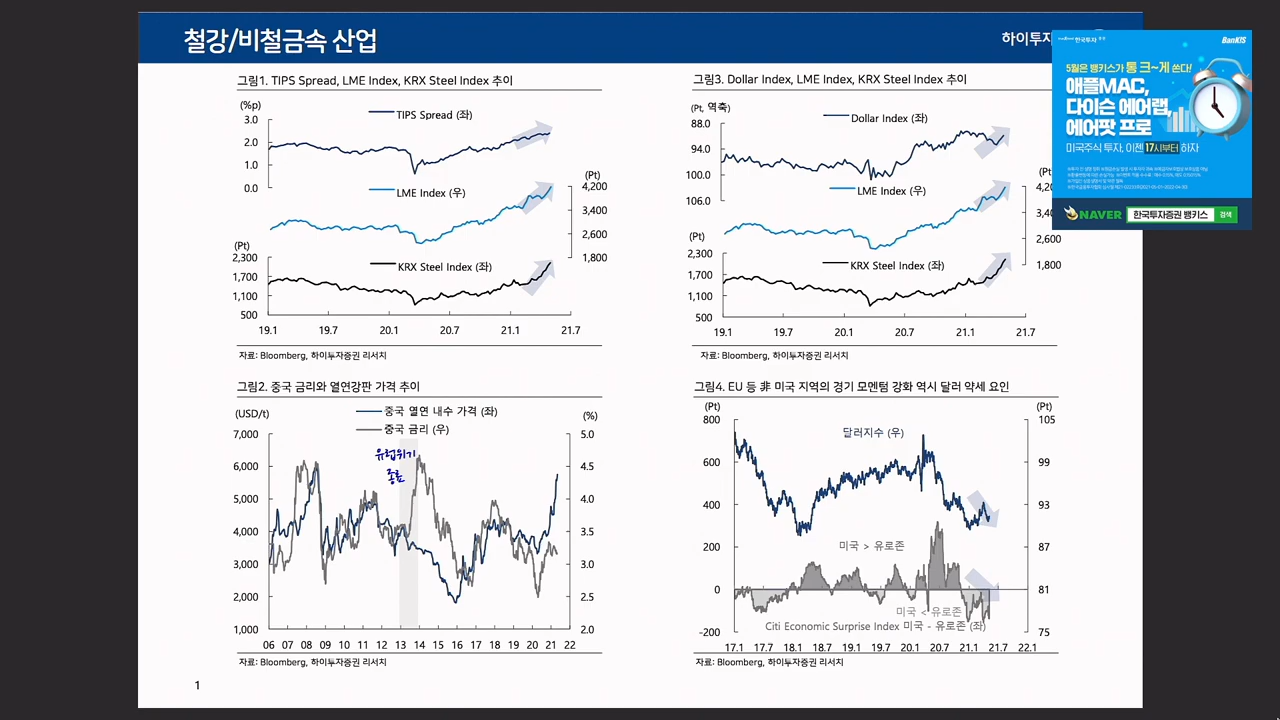 철강/비철금속 산업
하이투자
그림1. TIPS Spread, LME Index, KRX Steel Index 추이
(%p)
TIPS Spread (좌)
3.0
2.0
1.0
0.0
(Pt)
LME Index (우)
4,200
3,400
2,600
1,800
(Pt)
KRX Steel Index (좌)
2,300
1,700
1,100
500
19.1 19.7 20.1 20.7 21.1 21.7
자료: Bloomberg, 하이투자증권 리서치
그림3. Dollar Index, LME Index, KRX Steel Index 추이
(Pt, 역축)
Dollar Index (좌)
88.0
94.0
100.0
106.0
(Pt)
LME Index (우)
4,20
3,40
2,600
1,800
(Pt)
KRX Steel Index (좌)
2,300
1,700
1,100
500
19.1 19.7 20.1 20.7 21.1 21.7
자료: Bloomberg, 하이투자증권 리서치
그림2. 중국 금리와 열연강판 가격 추이
(USD/t)
(%)
중국 열연 내수 가격 (좌)
중국 금리 (우)
유럽위기
종료
7,000
6,000
5,000
4,000
3,000
2,000
1,000
5.0
4.5
4.0
3.5
3.0
2.5
2.0
06 07 08 09 10 11 12 13 14 15 16 17 18 19 20 21 22
자료: Bloomberg, 하이투자증권 리서치
그림4. EU 등 非 미국 지역의 경기 모멘텀 강화 역시 달러 약세 요인
(Pt)
(Pt)
달러지수 (우)
800
600
400
200
0
-200
105
99
93
87
81
75
미국 > 유로존
미국 < 유로존
Citi Economic Surprise Index 미국 - 유로존 (좌)
17.1 17.7 18.1 18.7 19.1 19.7 20.1 20.7 21.1 21.7 22.1
자료: Bloomberg, 하이투자증권 리서치
1
한국투자증권
BanKIS
5월은 뱅키스가 통 크~게 쏜다!
애플MAC,
다이슨 에어랩,
에어팟 프로
미국주식 투자, 이젠 17시부터 하자
NAVER 한국투자증권 뱅키스 검색